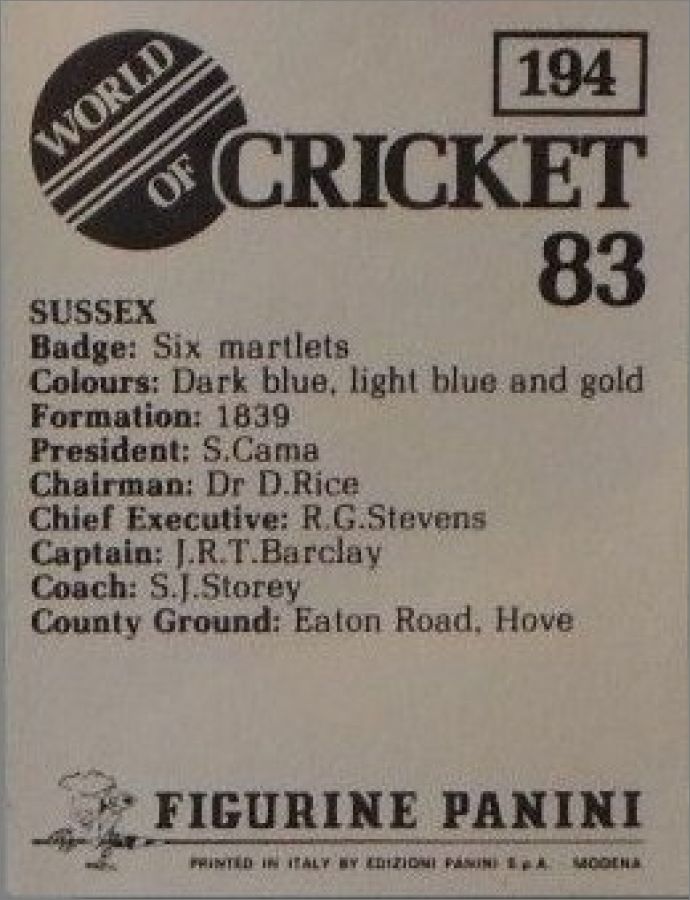 194
WORLD
OF
CRICKET
83
SUSSEX
Badge: Six martlets
Colours: Dark blue, light blue and gold
Formation: 1839
President: S.Cama
Chairman: Dr D.Rice
Chief Executive: R.G.Stevens
Captain: J.R.T.Barclay
Coach: S.J.Storey
County Ground: Eaton Road, Hove
FIGURINE PANINI
PRINTED IN ITALY BY EDIZIONI PANINI S.p.A. MODENA